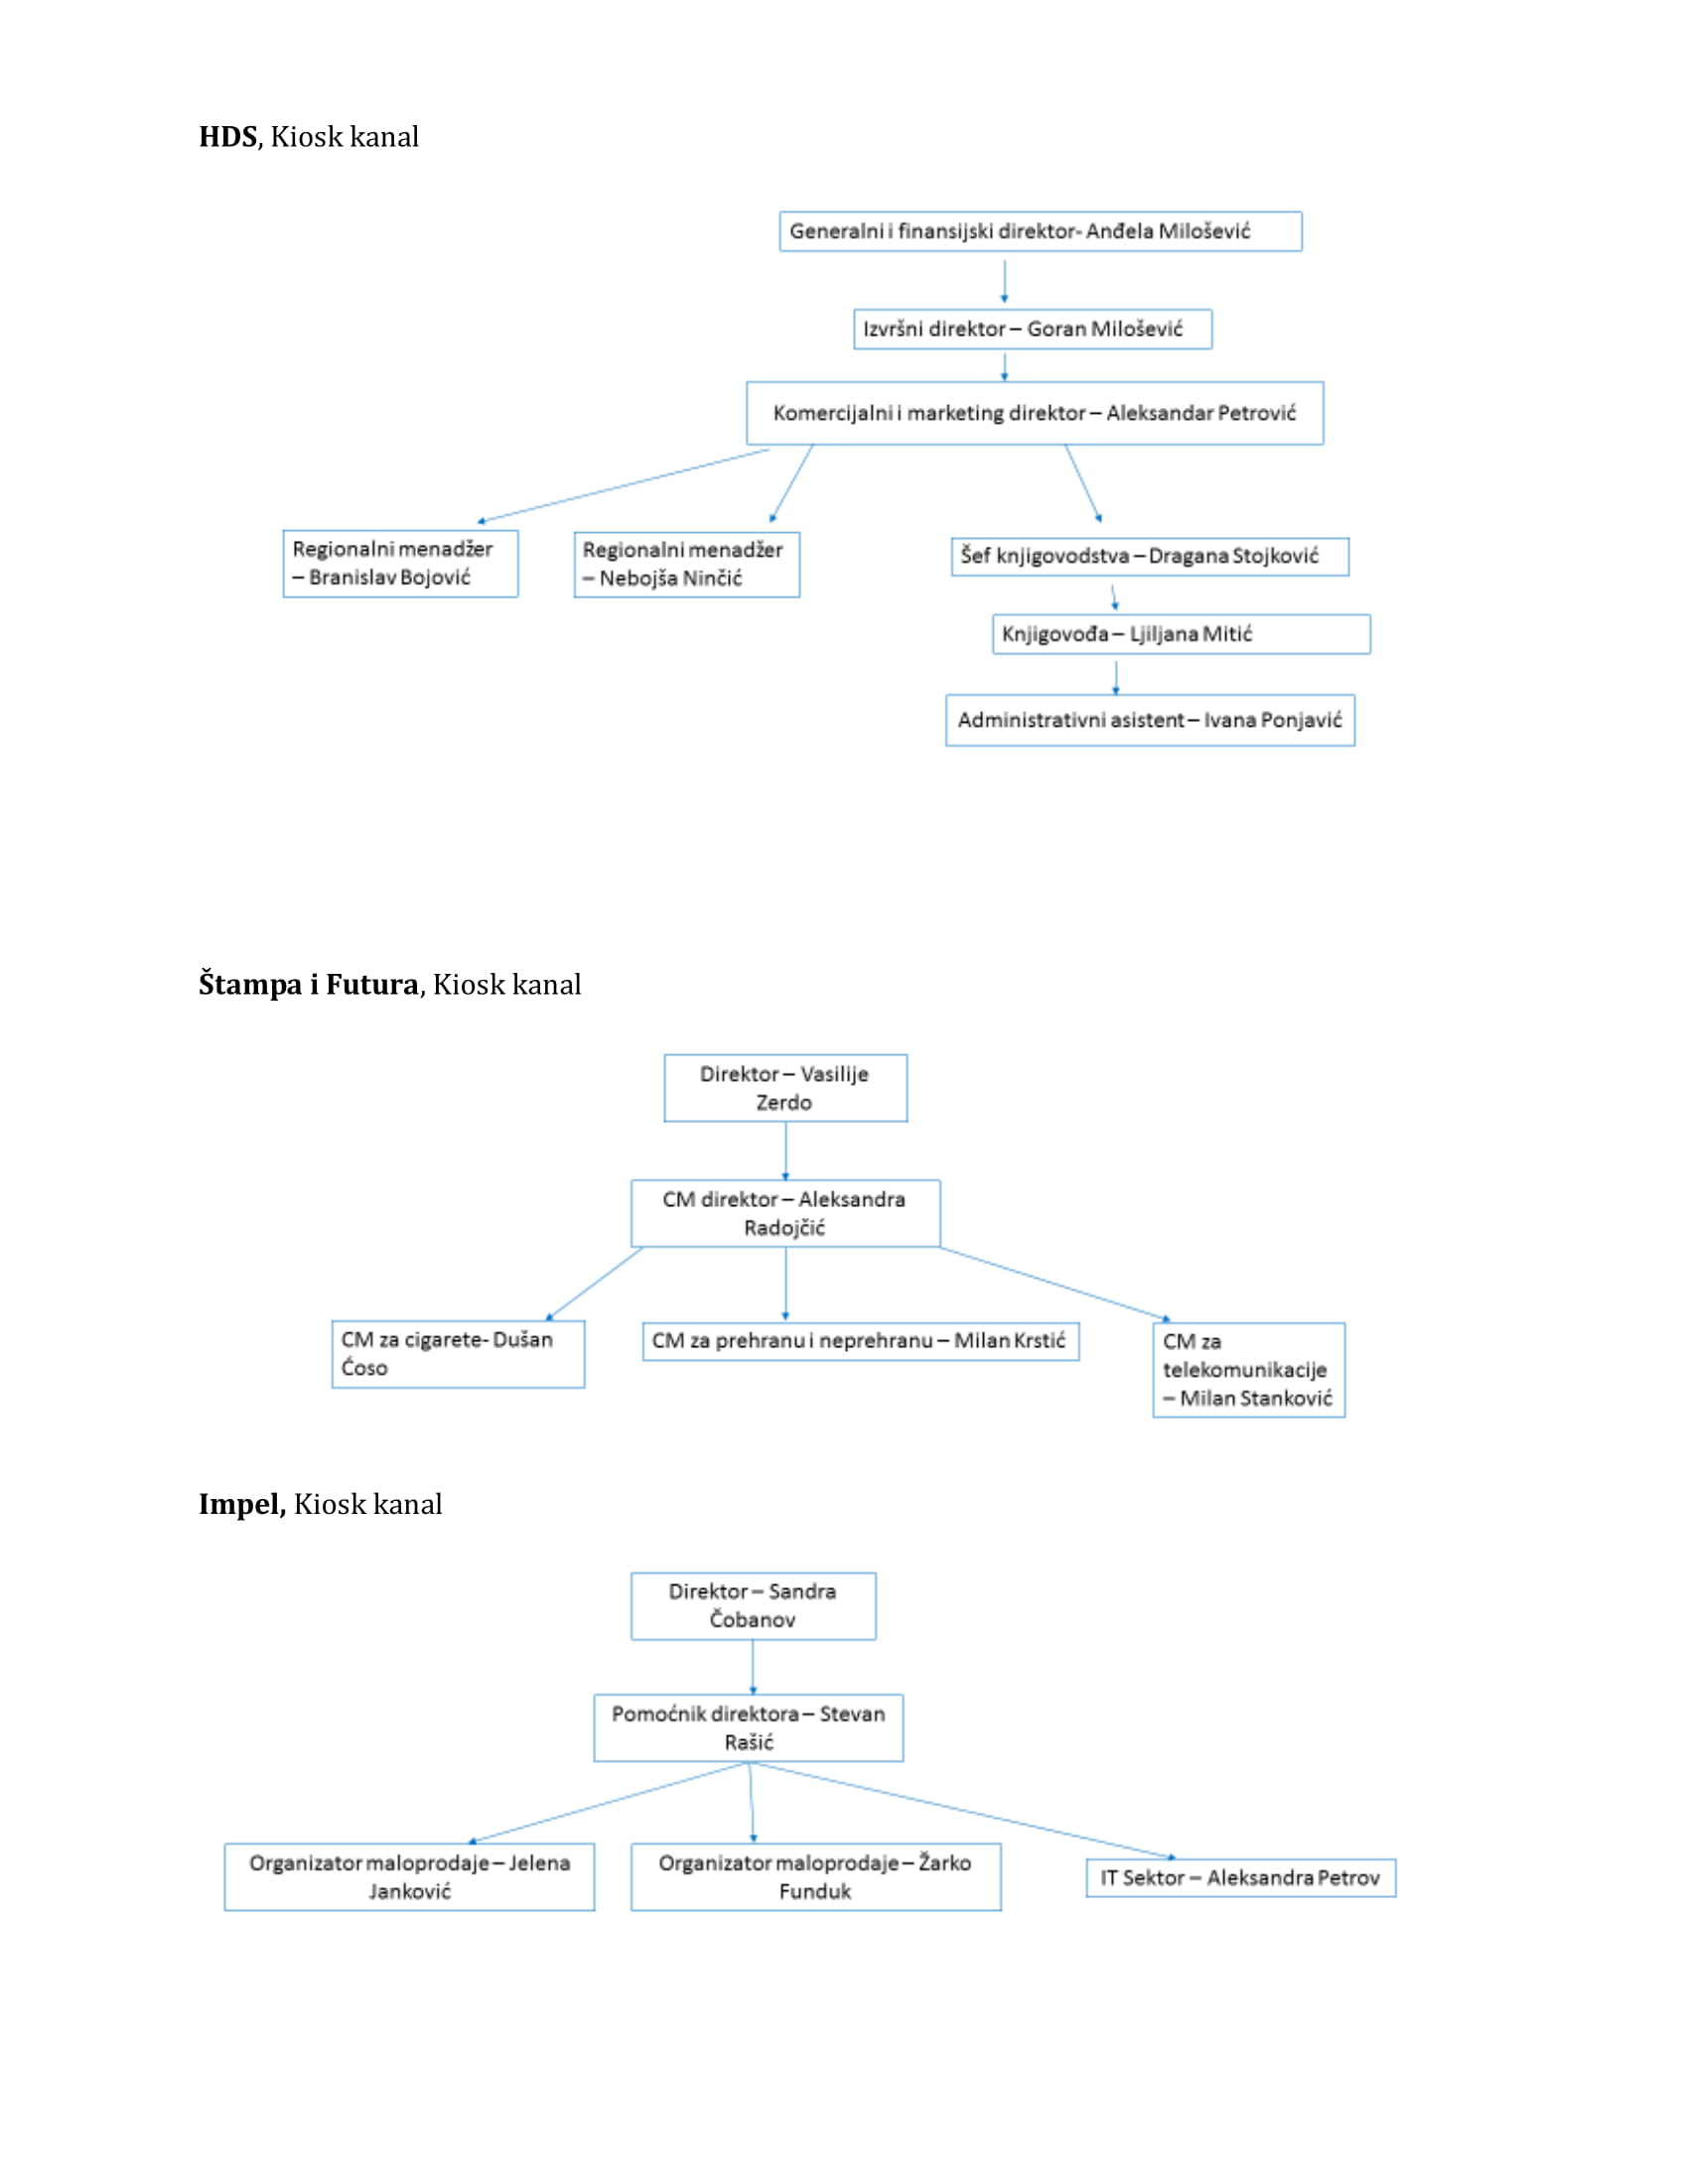 HDS, Kiosk kanal
Generalni i finansijski direktor- Anđela Milošević
Izvršni direktor – Goran Milošević
Komercijalni i marketing direktor – Aleksandar Petrović
Regionalni menadžer
– Branislav Bojović
Regionalni menadžer
– Nebojša Ninčić
Šef knjigovodstva – Dragana Stojković
Knjigovođa – Ljiljana Mitić
Administrativni asistent – Ivana Ponjavić
Štampa i Futura, Kiosk kanal
Direktor – Vasilije
Zerdo
CM direktor – Aleksandra
Radojčić
CM za cigarete- Dušan
Ćoso
CM za prehranu i neprehranu – Milan Krstić
CM za
telekomunikacije
– Milan Stanković
Impel, Kiosk kanal
Direktor – Sandra
Čobanov
Pomoćnik direktora – Stevan
Rašić
Organizator maloprodaje – Jelena
Janković
Organizator maloprodaje – Žarko
Funduk
IT Sektor – Aleksandra Petrov